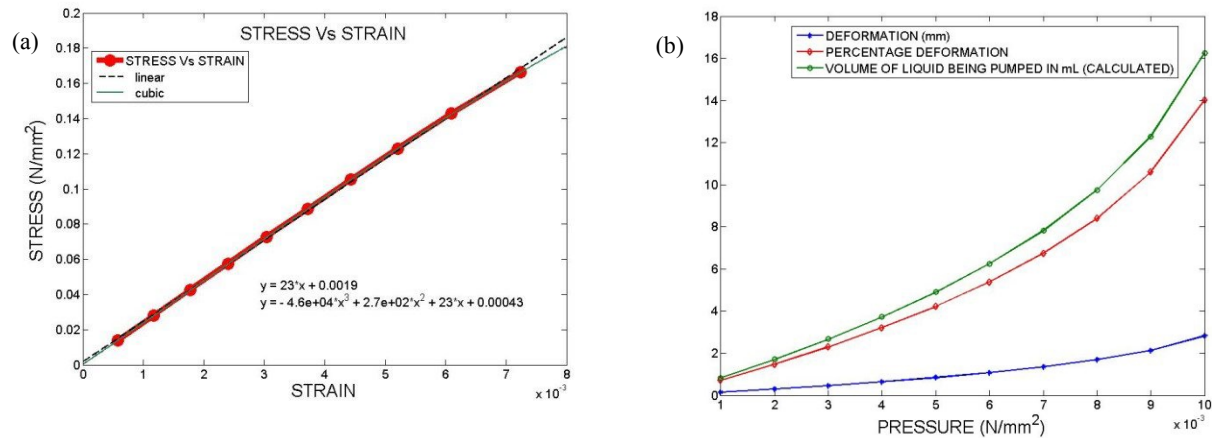 (a)
STRESS Vs STRAIN
STRESS Vs STRAIN
linear
cubic
STRESS (N/mm²)
0.2
0.18
0.16
0.14
0.12
0.1
0.08
0.06
0.04
0.02
0
y = 23*x + 0.0019
y = - 4.6e+04*x³ + 2.7e+02*x² + 23*x + 0.00043
0 1 2 3 4 5 6 7 8
x 10⁻³
STRAIN
(b)
DEFORMATION (mm)
PERCENTAGE DEFORMATION
VOLUME OF LIQUID BEING PUMPED IN mL (CALCULATED)
18
16
14
12
10
8
6
4
2
0
1 2 3 4 5 6 7 8 9 10
x 10⁻³
PRESSURE (N/mm²)